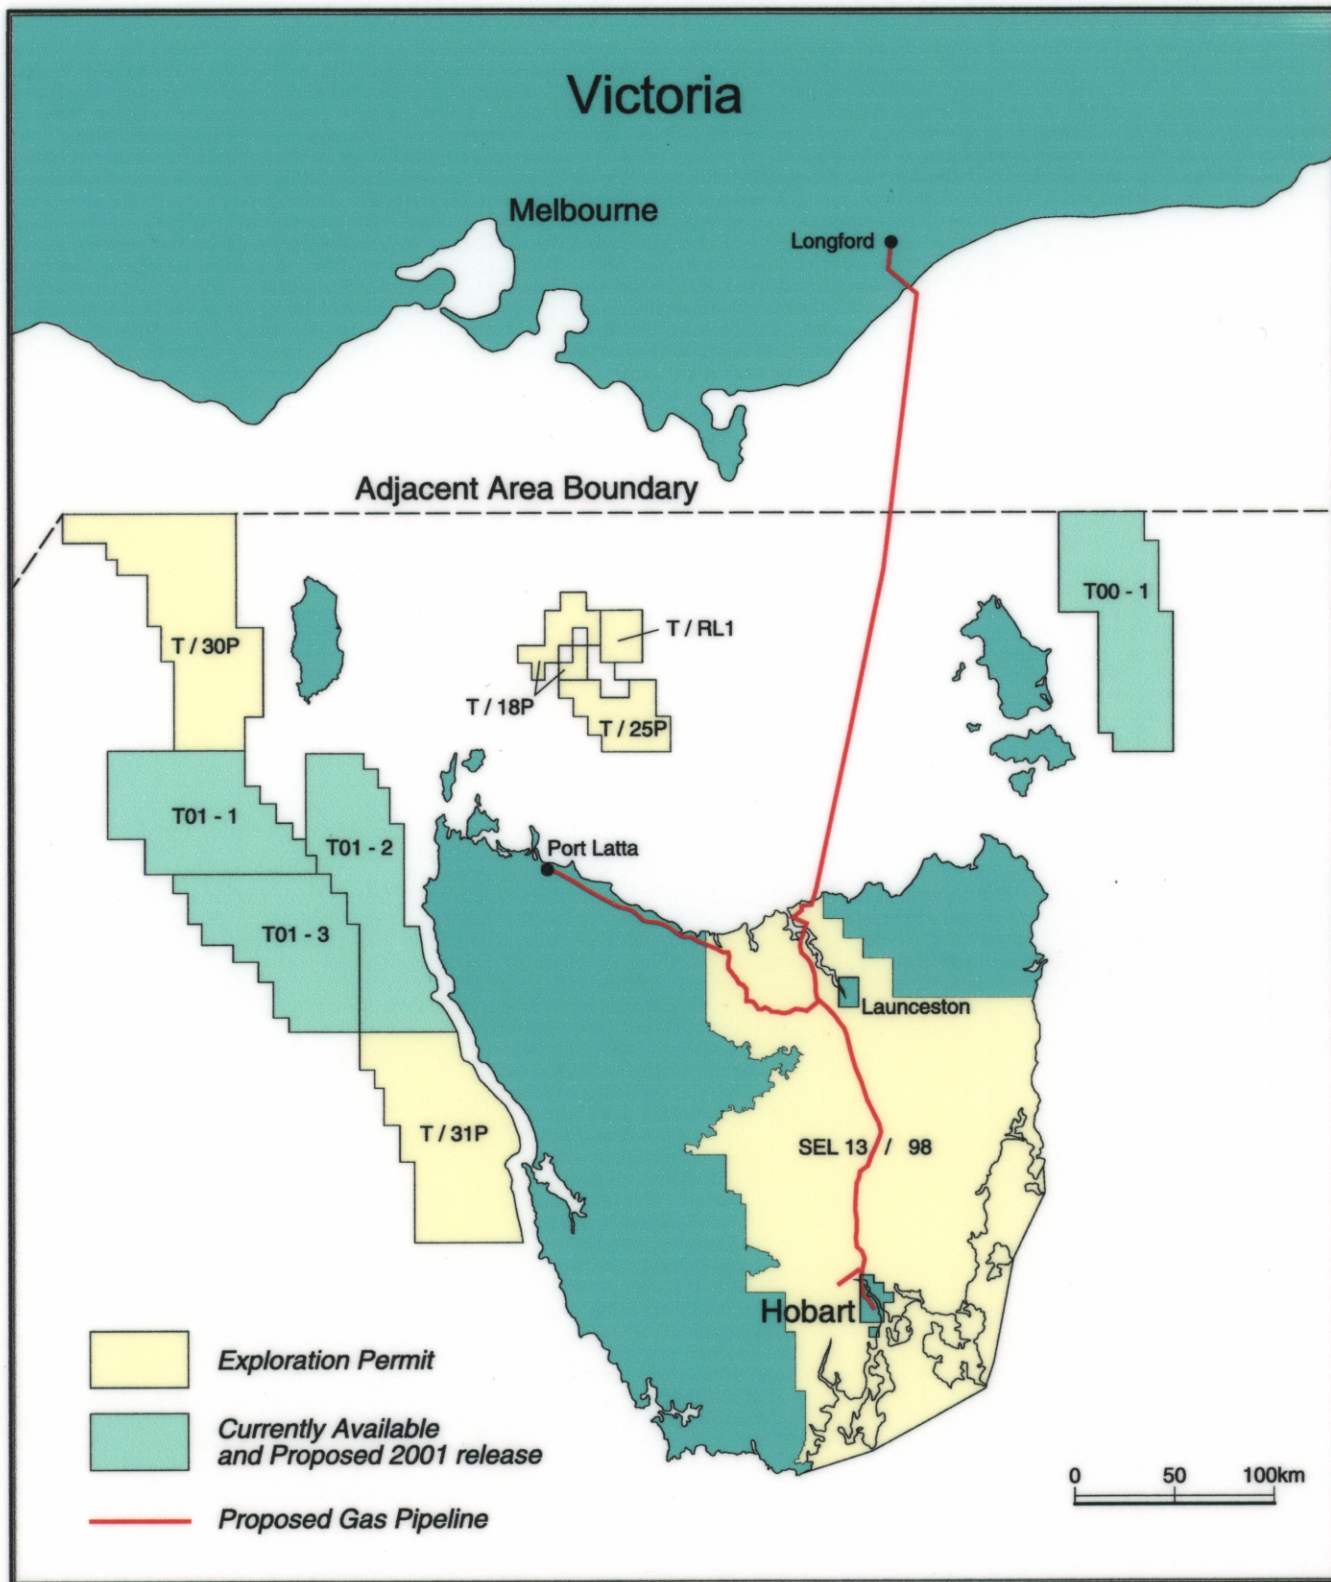 Victoria
Melbourne
Longford
Adjacent Area Boundary
T00 - 1
T / 30P
T / RL1
T / 18P
T / 25P
T01 - 1
T01 - 2
Port Latta
T01 - 3
Launceston
T / 31P
SEL 13 / 98
Hobart
Exploration Permit
Currently Available
and Proposed 2001 release
Proposed Gas Pipeline
0 50 100km